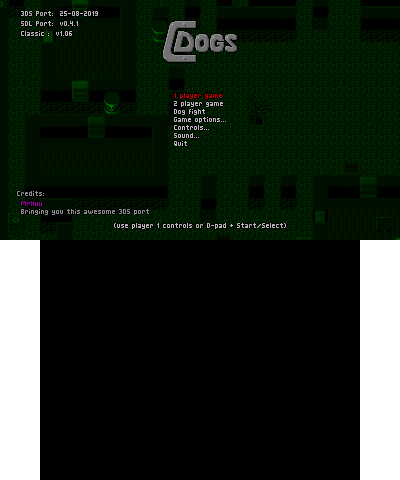 3DS Port: 25-08-2019
SDL Port: v0.4.1
Classic : v1.06
CDOGS
1 player game
2 player game
Dog fight
Game options...
Controls...
Sound...
Quit
Credits:
MrHuu
Bringing you this awesome 3DS port
(use player 1 controls or D-pad + Start/Select)